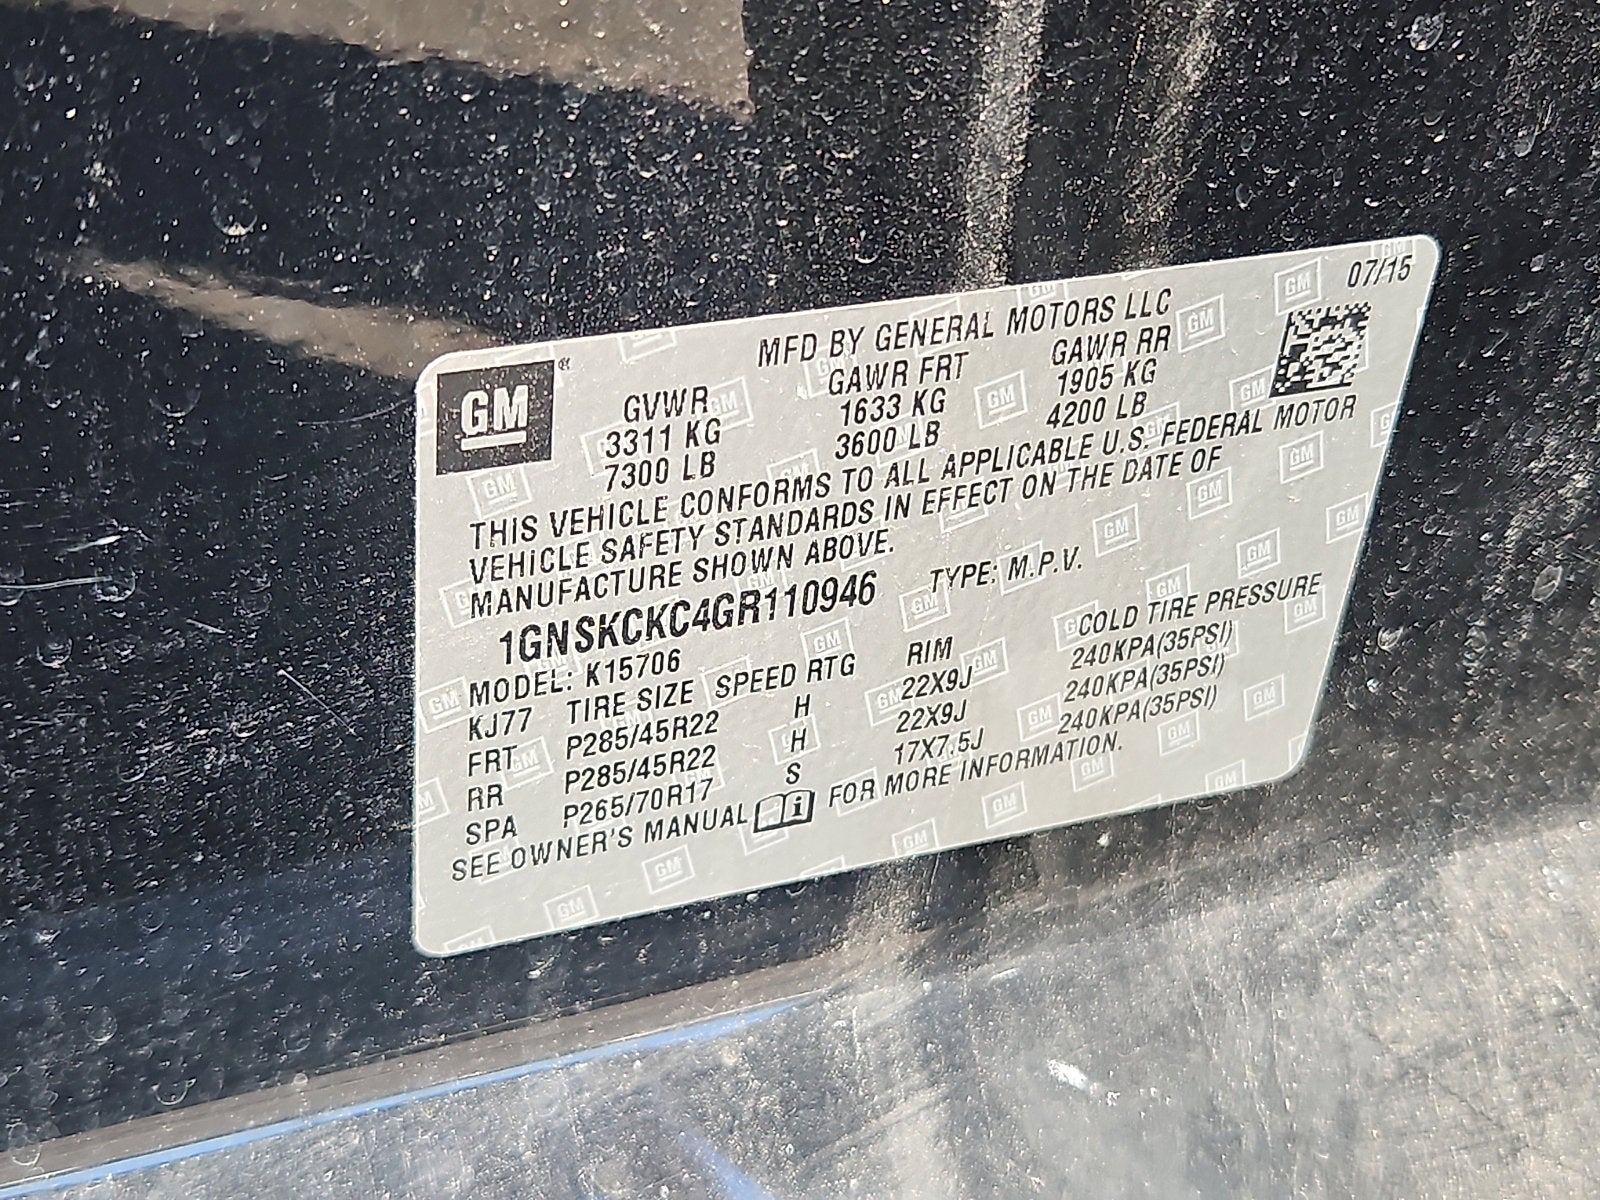 07/15
MFD BY GENERAL MOTORS LLC
GM®
GVWR GAWR FRT GAWR RR
3311 KG 1633 KG 1905 KG
7300 LB 3600 LB 4200 LB
THIS VEHICLE CONFORMS TO ALL APPLICABLE U.S. FEDERAL MOTOR
VEHICLE SAFETY STANDARDS IN EFFECT ON THE DATE OF
MANUFACTURE SHOWN ABOVE.
1GNSKCKC4GR110946 TYPE: M.P.V.
MODEL: K15706
KJ77 TIRE SIZE SPEED RTG RIM COLD TIRE PRESSURE
FRT P285/45R22 H 22X9J 240KPA(35PSI)
RR P285/45R22 H 22X9J 240KPA(35PSI)
SPA P265/70R17 S 17X7.5J 240KPA(35PSI)
SEE OWNER'S MANUAL i FOR MORE INFORMATION.